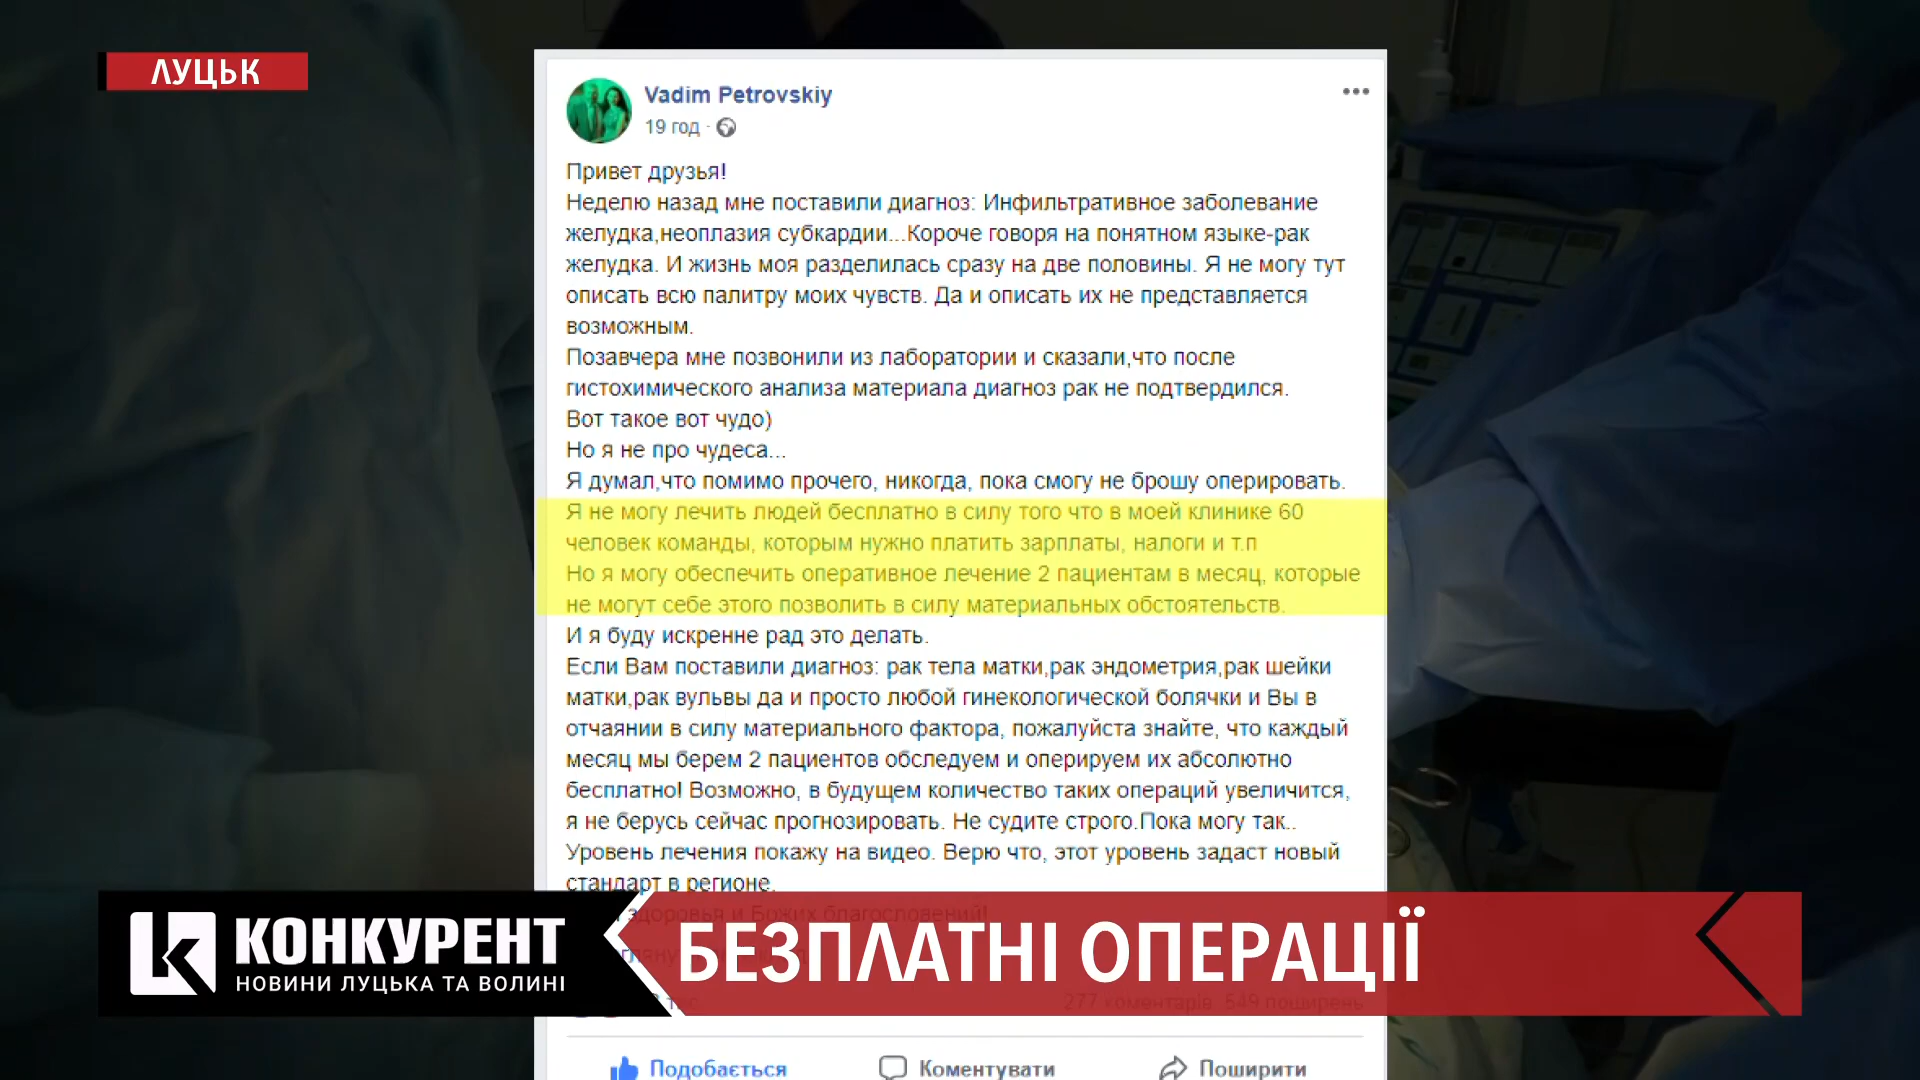 ЛУЦЬК
Vadim Petrovskiy
19 год ·
Привет друзья!
Неделю назад мне поставили диагноз: Инфильтративное заболевание
желудка,неоплазия субкардии...Короче говоря на понятном языке-рак
желудка. И жизнь моя разделилась сразу на две половины. Я не могу тут
описать всю палитру моих чувств. Да и описать их не представляется
возможным.
Позавчера мне позвонили из лаборатории и сказали,что после
гистохимического анализа материала диагноз рак не подтвердился.
Вот такое вот чудо)
Но я не про чудеса...
Я думал,что помимо прочего, никогда, пока смогу не брошу оперировать.
Я не могу лечить людей бесплатно в силу того что в моей клинике 60
человек команды, которым нужно платить зарплаты, налоги и т.п
Но я могу обеспечить оперативное лечение 2 пациентам в месяц, которые
не могут себе этого позволить в силу материальных обстоятельств.
И я буду искренне рад это делать.
Если Вам поставили диагноз: рак тела матки,рак эндометрия,рак шейки
матки,рак вульвы да и просто любой гинекологической болячки и Вы в
отчаянии в силу материального фактора, пожалуйста знайте, что каждый
месяц мы берем 2 пациентов обследуем и оперируем их абсолютно
бесплатно! Возможно, в будущем количество таких операций увеличится,
я не берусь сейчас прогнозировать. Не судите строго.Пока могу так..
Уровень лечения покажу на видео. Верю что, этот уровень задаст новый
стандарт в регионе.
здоровья и Божих благословений!
КОНКУРЕНТ
НОВИНИ ЛУЦЬКА ТА ВОЛИНІ
БЕЗПЛАТНІ ОПЕРАЦІЇ
277 коментарів 549 поширень
Подобається
Коментувати
Поширити